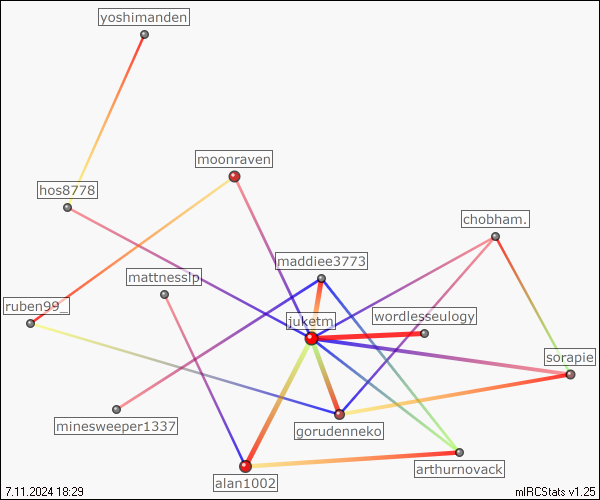 yoshimanden
moonraven
hos8778
chobham.
maddiee3773
mattnesslp
ruben99_
juketm
wordlesseulogy
sorapie
minesweeper1337
gorudenneko
arthurnovack
alan1002
7.11.2024 18:29
mIRCStats v1.25